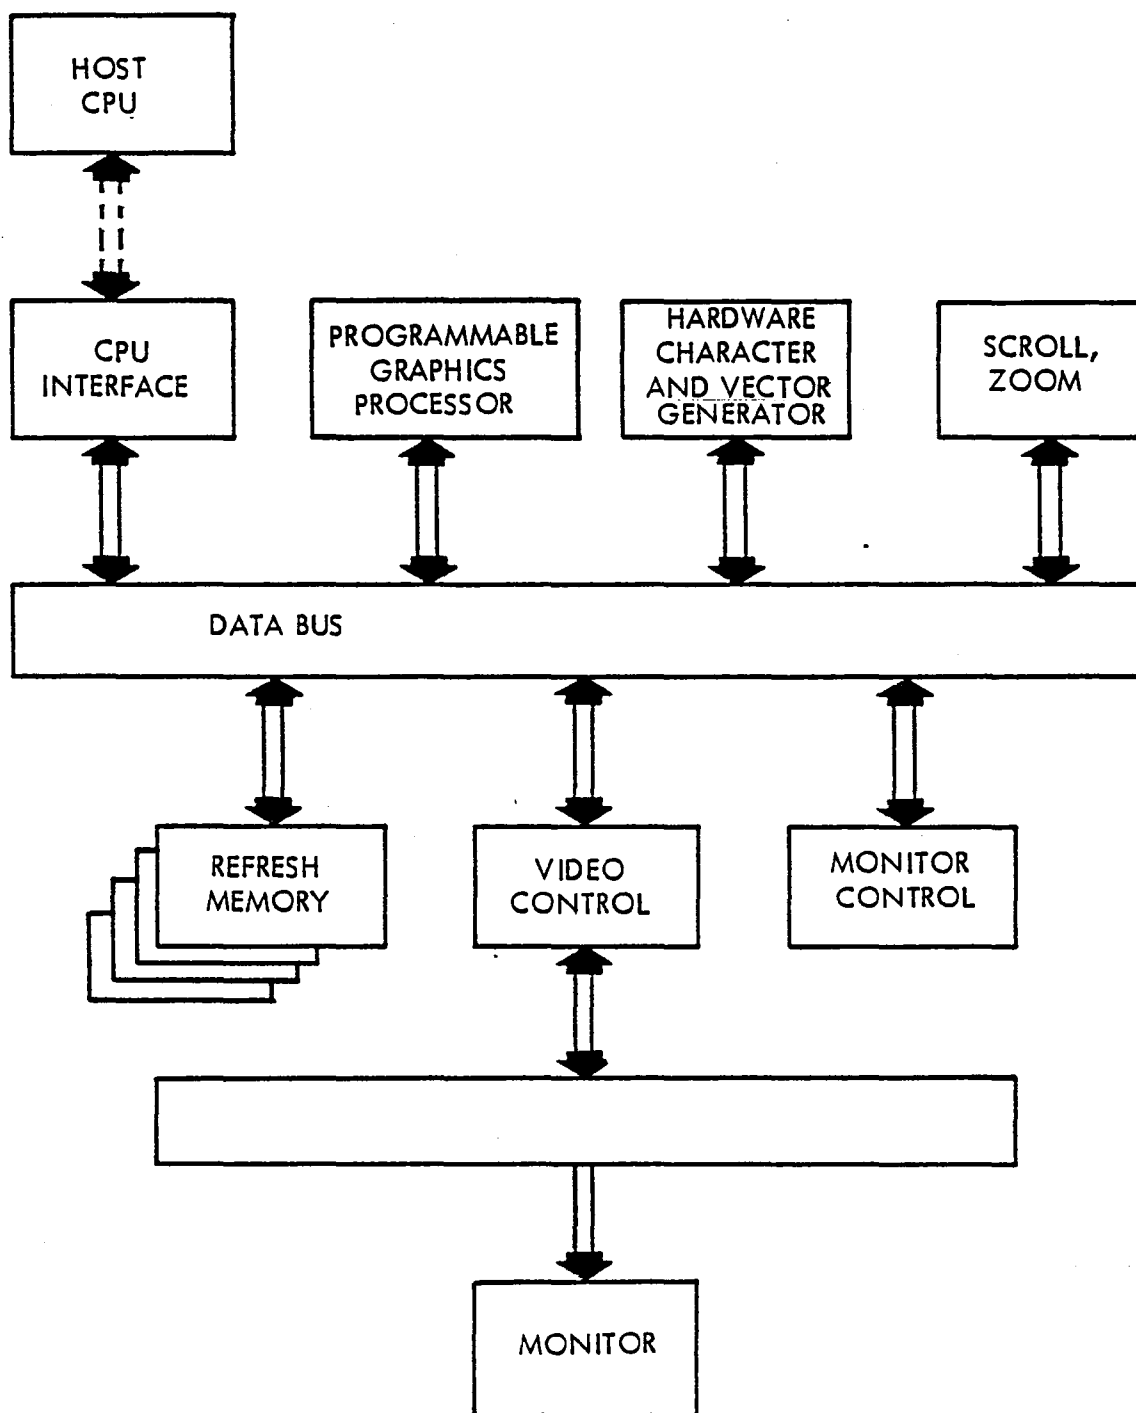 HOST
CPU
CPU
INTERFACE
PROGRAMMABLE
GRAPHICS
PROCESSOR
HARDWARE
CHARACTER
AND VECTOR
GENERATOR
SCROLL,
ZOOM
DATA BUS
REFRESH
MEMORY
VIDEO
CONTROL
MONITOR
CONTROL
MONITOR